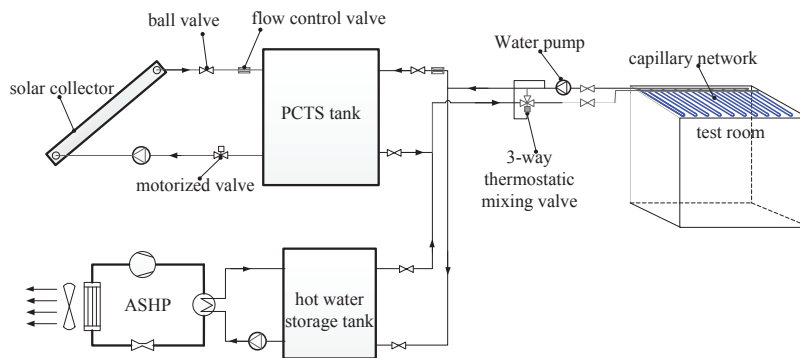 ball valve
flow control valve
solar collector
PCTS tank
motorized valve
Water pump
capillary network
test room
3-way
thermostatic
mixing valve
ASHP
hot water
storage tank